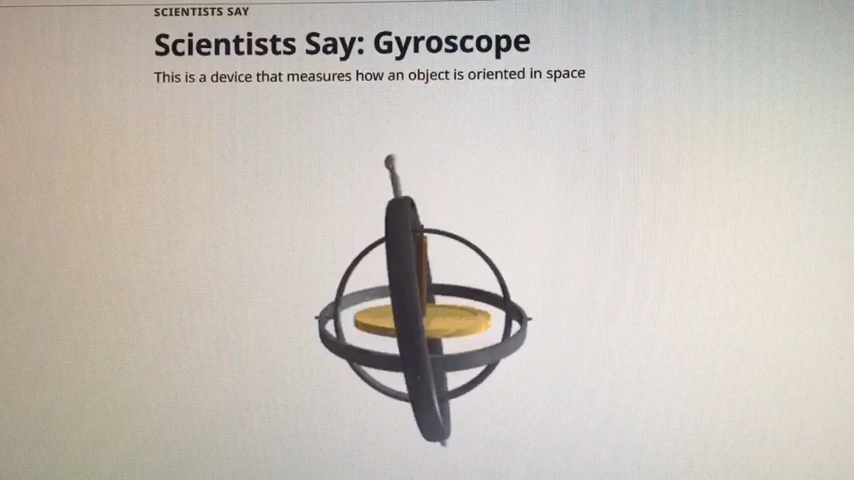 SCIENTISTS SAY
Scientists Say: Gyroscope
This is a device that measures how an object is oriented in space